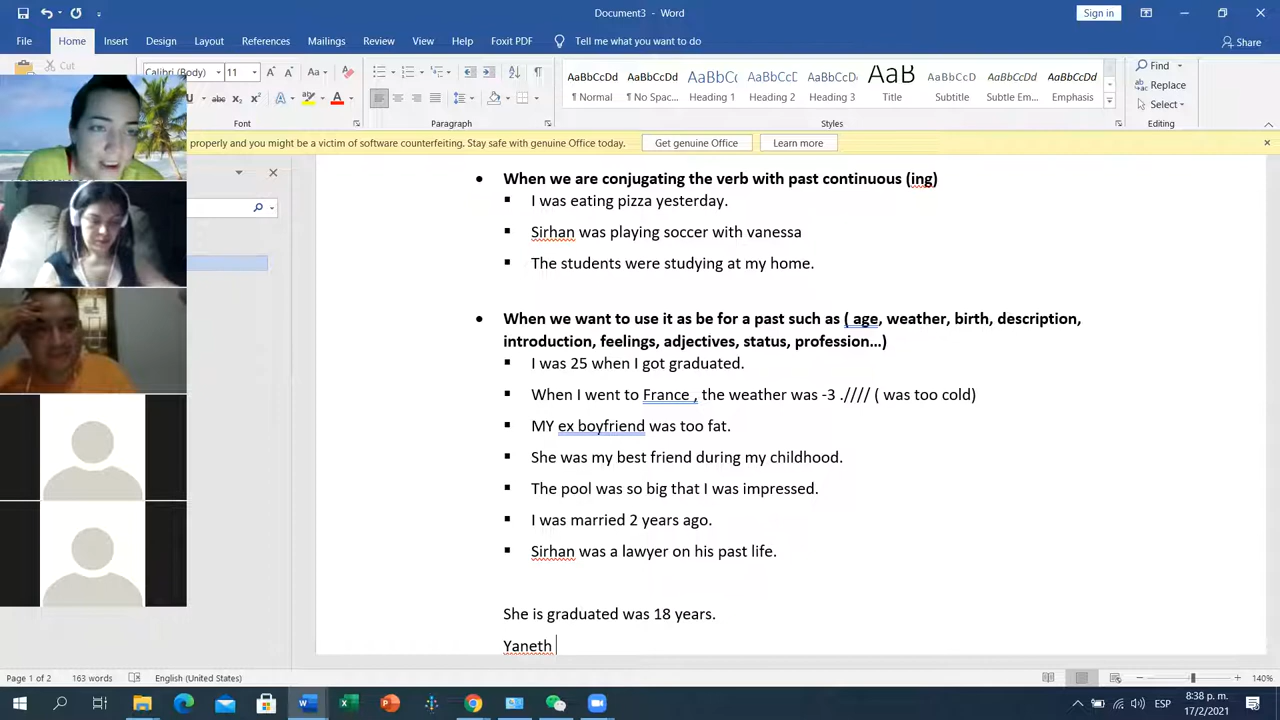 Document3 - Word
Sign in
File Home Insert Draw Design Layout References Mailings Review View Help Foxit PDF Tell me what you want to do
Share
Cut
Calibri (Body) 11
Find
Replace
Select
AaBbCcDd AaBbCcDd AaBbCc AaBbCcC AaBbCcD AaB AaBbCcD AaBbCcDd AaBbCcDd
¶ Normal ¶ No Spac... Heading 1 Heading 2 Heading 3 Title Subtitle Subtle Em... Emphasis
Font Paragraph Styles Editing
properly and you might be a victim of software counterfeiting. Stay safe with genuine Office today. Get genuine Office Learn more
When we are conjugating the verb with past continuous (ing)
I was eating pizza yesterday.
Sirhan was playing soccer with vanessa
The students were studying at my home.
When we want to use it as be for a past such as ( age, weather, birth, description,
introduction, feelings, adjectives, status, profession...)
I was 25 when I got graduated.
When I went to France , the weather was -3 .//// ( was too cold)
MY ex boyfriend was too fat.
She was my best friend during my childhood.
The pool was so big that I was impressed.
I was married 2 years ago.
Sirhan was a lawyer on his past life.
She is graduated was 18 years.
Yaneth
Page 1 of 2 163 words English (United States) 140%
ESP
8:38 p. m.
17/2/2021